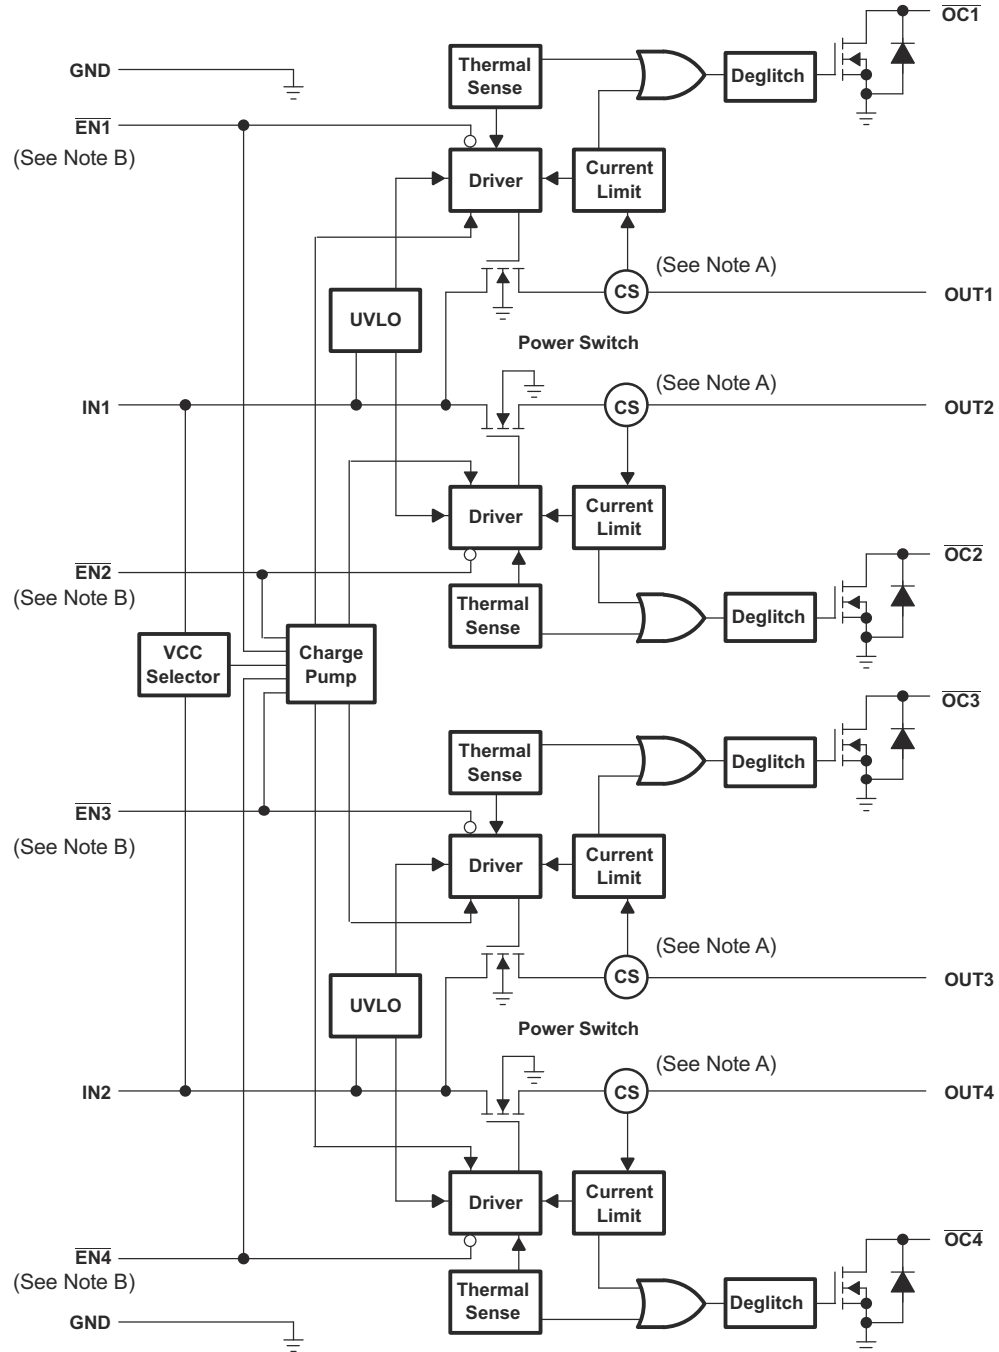 OC1
Thermal
Sense
GND
Deglitch
EN1
(See Note B)
Driver
Current
Limit
(See Note A)
CS
OUT1
UVLO
Power Switch
(See Note A)
IN1
CS
OUT2
Driver
Current
Limit
OC2
EN2
(See Note B)
Thermal
Sense
Deglitch
VCC
Selector
Charge
Pump
OC3
Thermal
Sense
Deglitch
EN3
(See Note B)
Driver
Current
Limit
(See Note A)
CS
OUT3
UVLO
Power Switch
(See Note A)
IN2
CS
OUT4
Driver
Current
Limit
OC4
EN4
(See Note B)
Thermal
Sense
Deglitch
GND